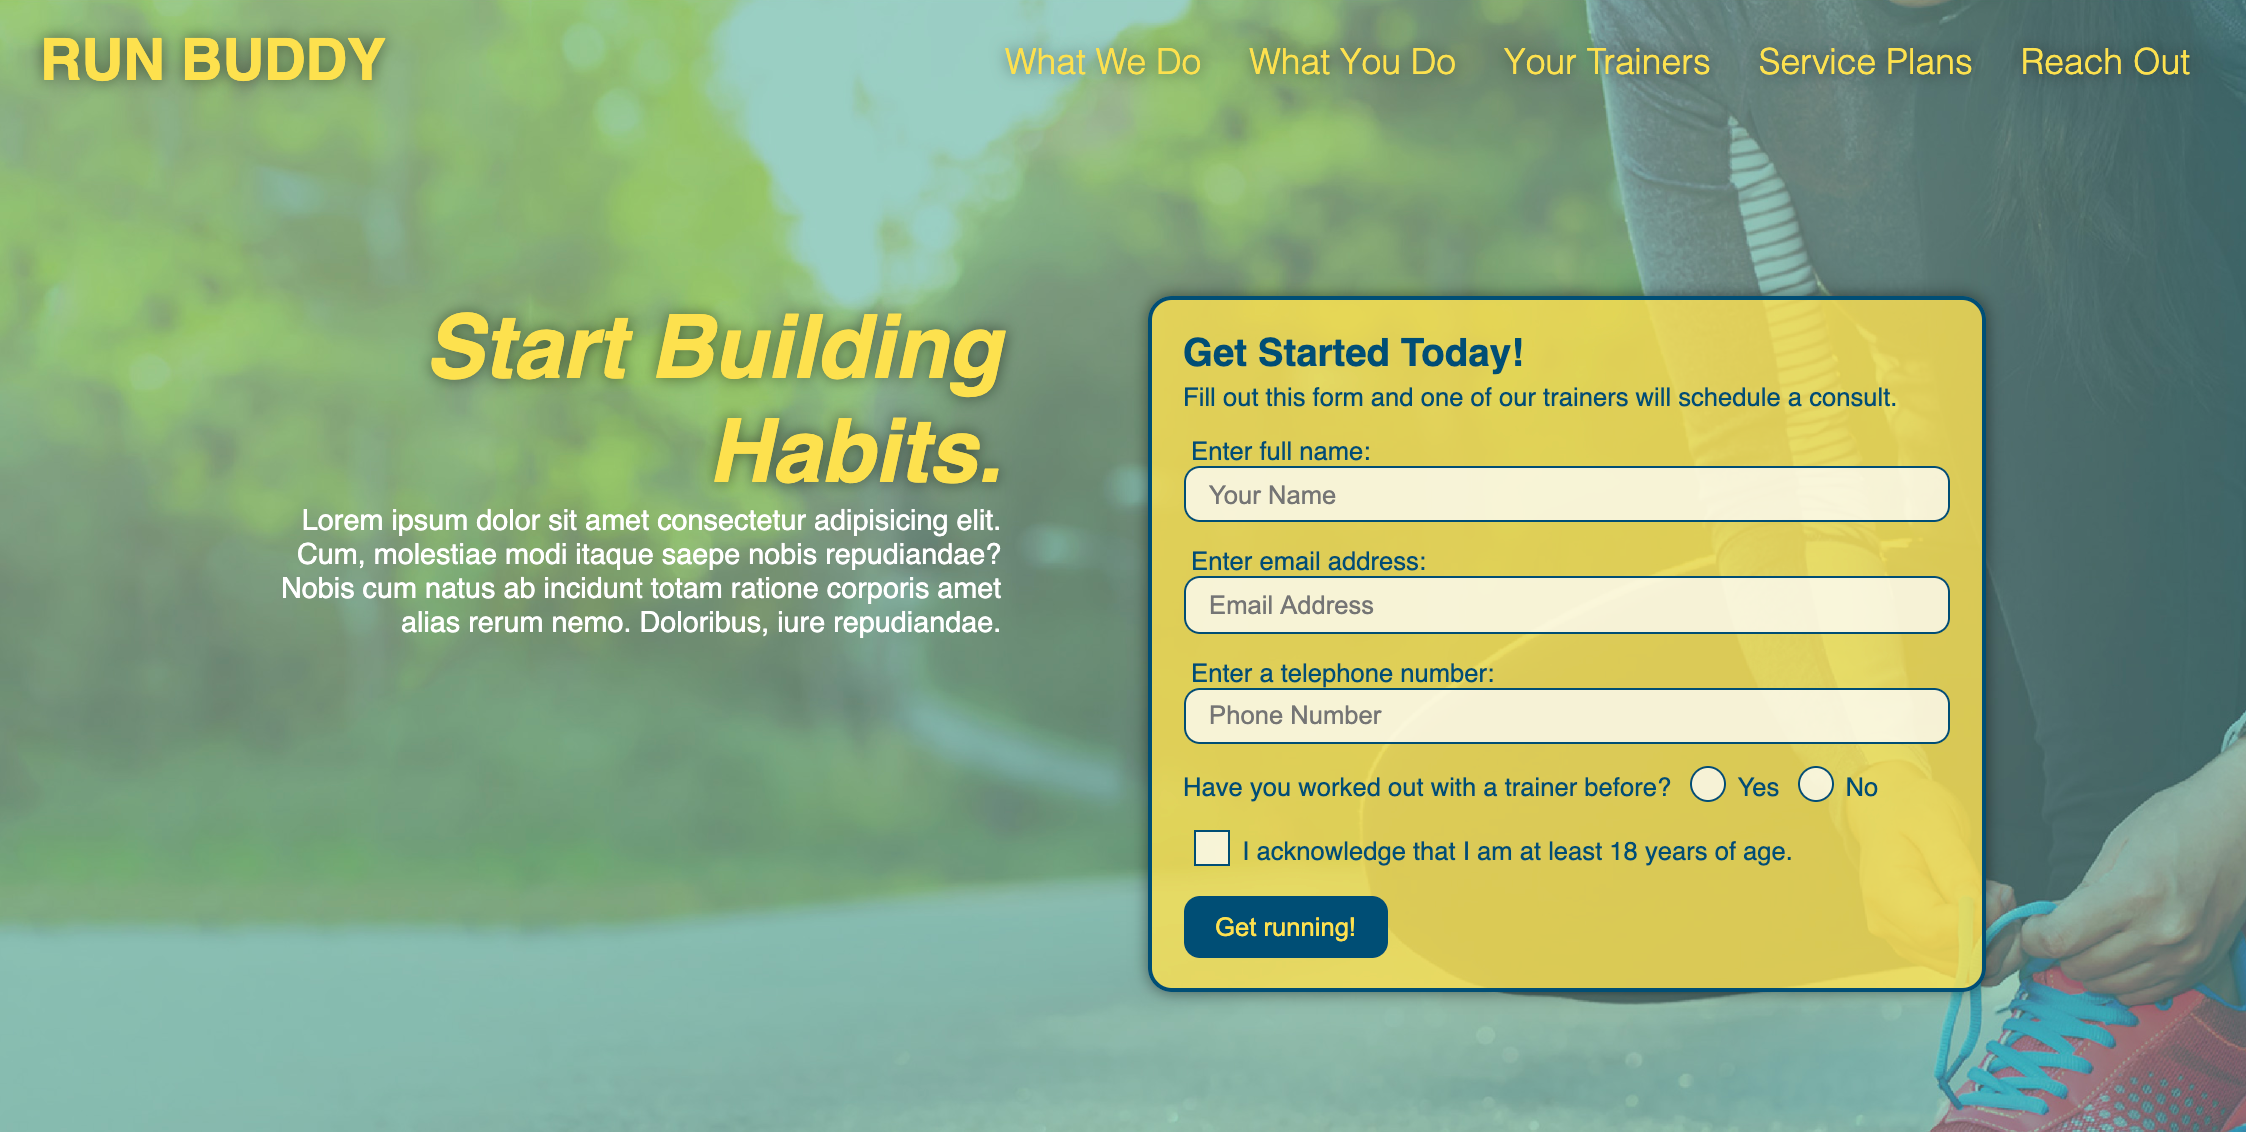 RUN BUDDY
What We Do What You Do Your Trainers Service Plans Reach Out
Start Building
Habits.
Lorem ipsum dolor sit amet consectetur adipisicing elit.
Cum, molestiae modi itaque saepe nobis repudiandae?
Nobis cum natus ab incidunt totam ratione corporis amet
alias rerum nemo. Doloribus, iure repudiandae.
Get Started Today!
Fill out this form and one of our trainers will schedule a consult.
Enter full name:
Your Name
Enter email address:
Email Address
Enter a telephone number:
Phone Number
Have you worked out with a trainer before? Yes No
I acknowledge that I am at least 18 years of age.
Get running!